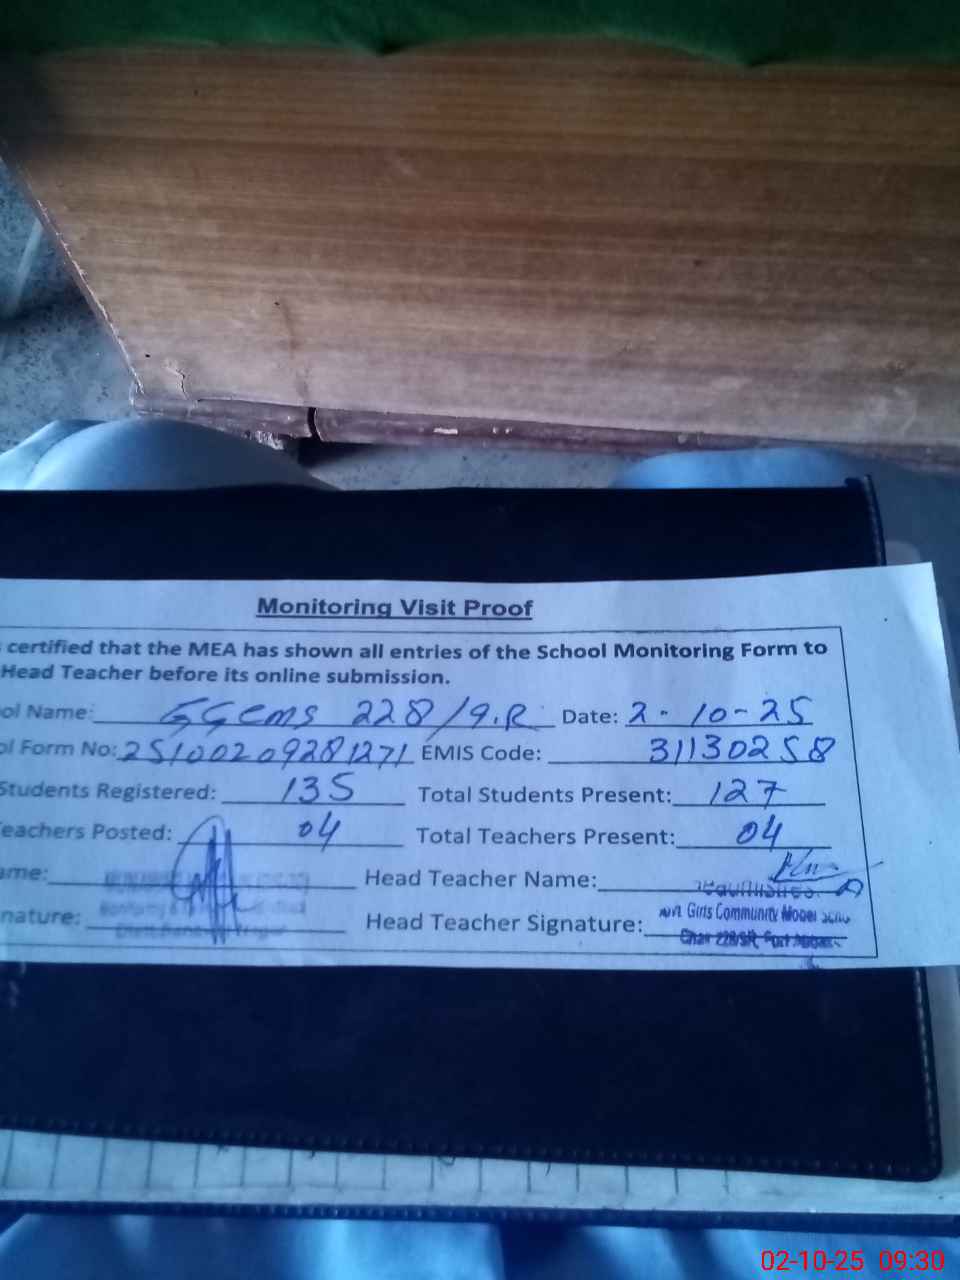 Monitoring Visit Proof
certified that the MEA has shown all entries of the School Monitoring Form to
Head Teacher before its online submission.
ol Name: GGCMS 228/9.R Date: 2-10-25
ol Form No: 2510020928 1271 EMIS Code: 31130258
Students Registered: 135 Total Students Present: 127
eachers Posted: 04 Total Teachers Present: 04
ame: Head Teacher Name:
nature: Head Teacher Signature:
Girls Community Model
02-10-25 09:30